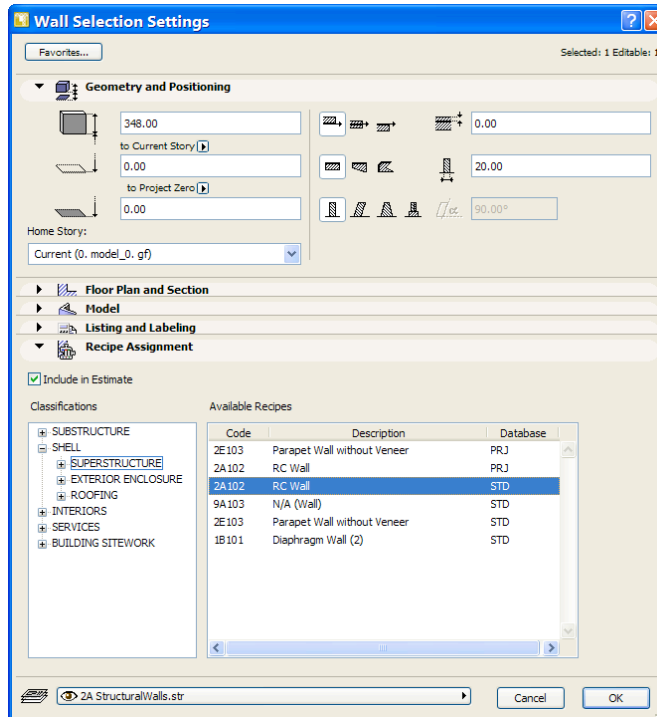 Wall Selection Settings
Favorites...
Selected: 1 Editable: 1
Geometry and Positioning
348.00
0.00
to Current Story
0.00
20.00
to Project Zero
0.00
α 90.00°
Home Story:
Current (0. model_0. gf)
Floor Plan and Section
Model
Listing and Labeling
Recipe Assignment
Include in Estimate
Classifications
Available Recipes
SUBSTRUCTURE
SHELL
SUPERSTRUCTURE
EXTERIOR ENCLOSURE
ROOFING
INTERIORS
SERVICES
BUILDING SITEWORK
Code Description Database
2E103 Parapet Wall without Veneer PRJ
2A102 RC Wall PRJ
2A102 RC Wall STD
9A103 N/A (Wall) STD
2E103 Parapet Wall without Veneer STD
1B101 Diaphragm Wall (2) STD
2A StructuralWalls.str
Cancel
OK